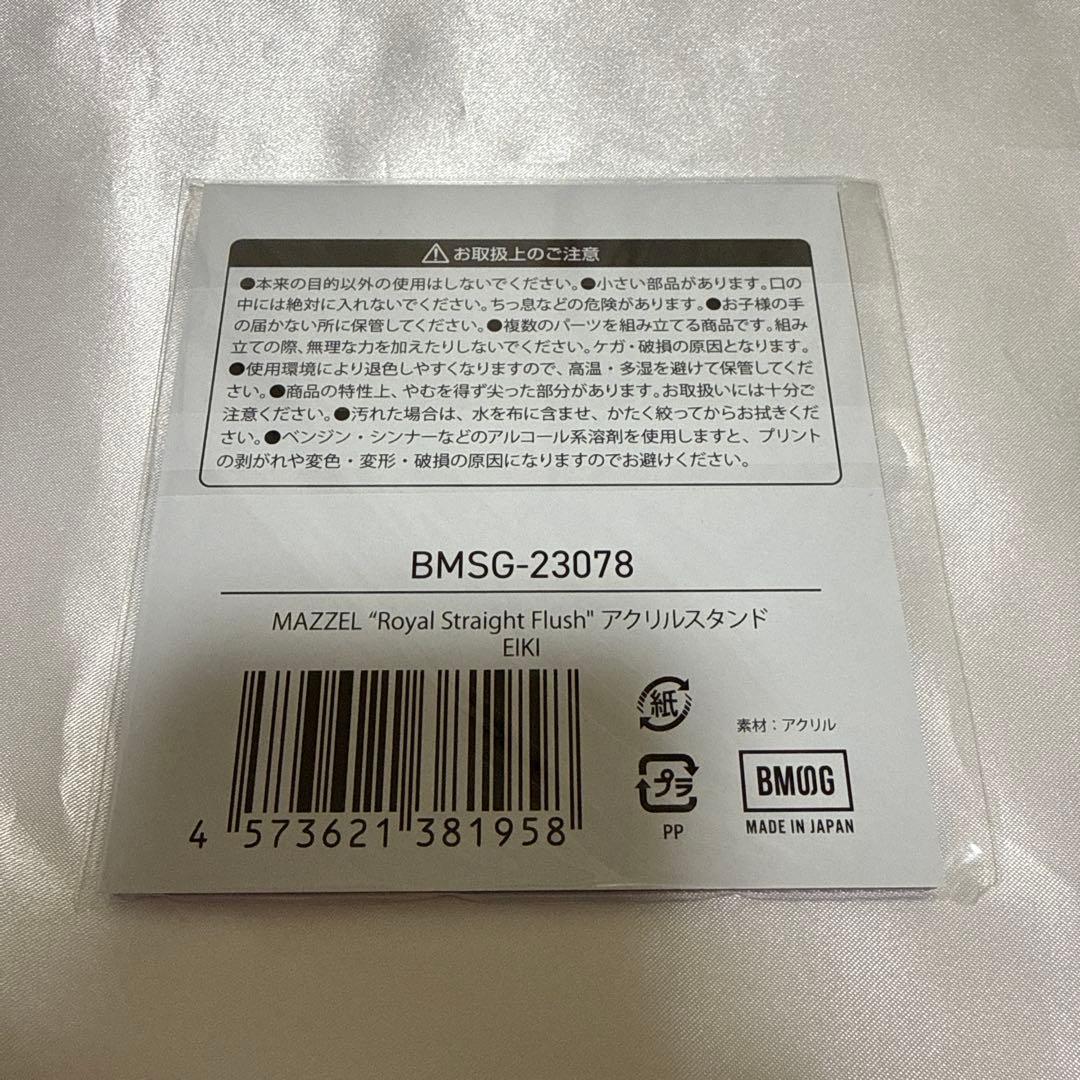 お取扱上のご注意
●本来の目的以外の使用はしないでください。●小さい部品があります。口の
中には絶対に入れないでください。ちっ息などの危険があります。●お子様の手
の届かない所に保管してください。●複数のパーツを組み立てる商品です。組み
立ての際、無理な力を加えたりしないでください。ケガ・破損の原因となります。
●使用環境により退色しやすくなりますので、高温・多湿を避けて保管してくだ
さい。●商品の特性上、やむを得ず尖った部分があります。お取扱いには十分ご
注意ください。●汚れた場合は、水を布に含ませ、かたく絞ってからお拭きくだ
さい。●ベンジン・シンナーなどのアルコール系溶剤を使用しますと、プリント
の剥がれや変色・変形・破損の原因になりますのでお避けください。
BMSG-23078
MAZZEL “Royal Straight Flush" アクリルスタンド
EIKI
紙
素材：アクリル
プラ
PP
BMSG
MADE IN JAPAN
4 573621 381958